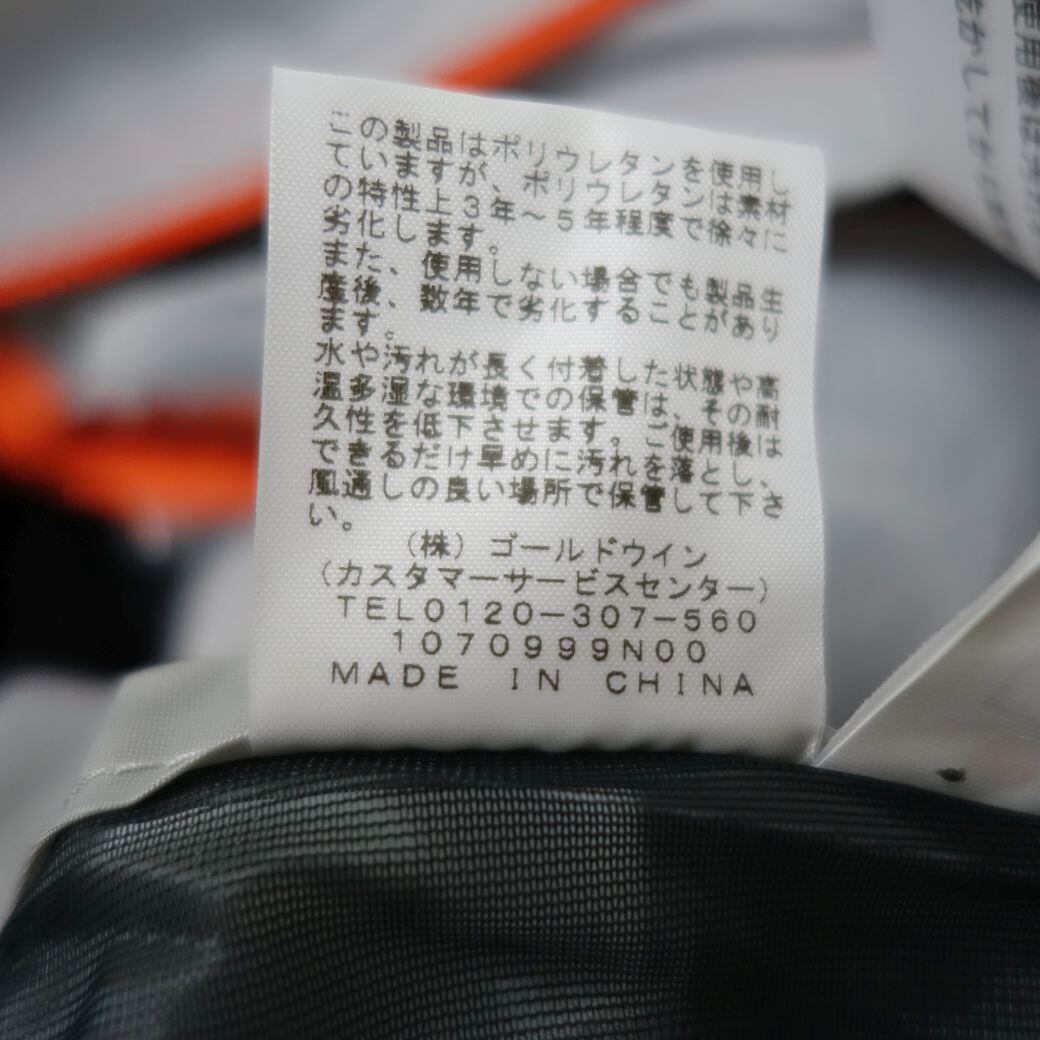 この製品はポリウレタンを使用し
ていますが、ポリウレタンは素材
の特性上3年～5年程度で徐々に
劣化します。
また、使用しない場合でも製品生
産後、数年で劣化することがあり
ます。
水や汚れが長く付着した状態や高
温多湿な環境での保管は、その耐
久性を低下させます。ご使用後は
できるだけ早めに汚れを落とし、
風通しの良い場所で保管して下さ
い。
（株）ゴールドウイン
（カスタマーサービスセンター）
TEL0120-307-560
1070999N00
MADE IN CHINA